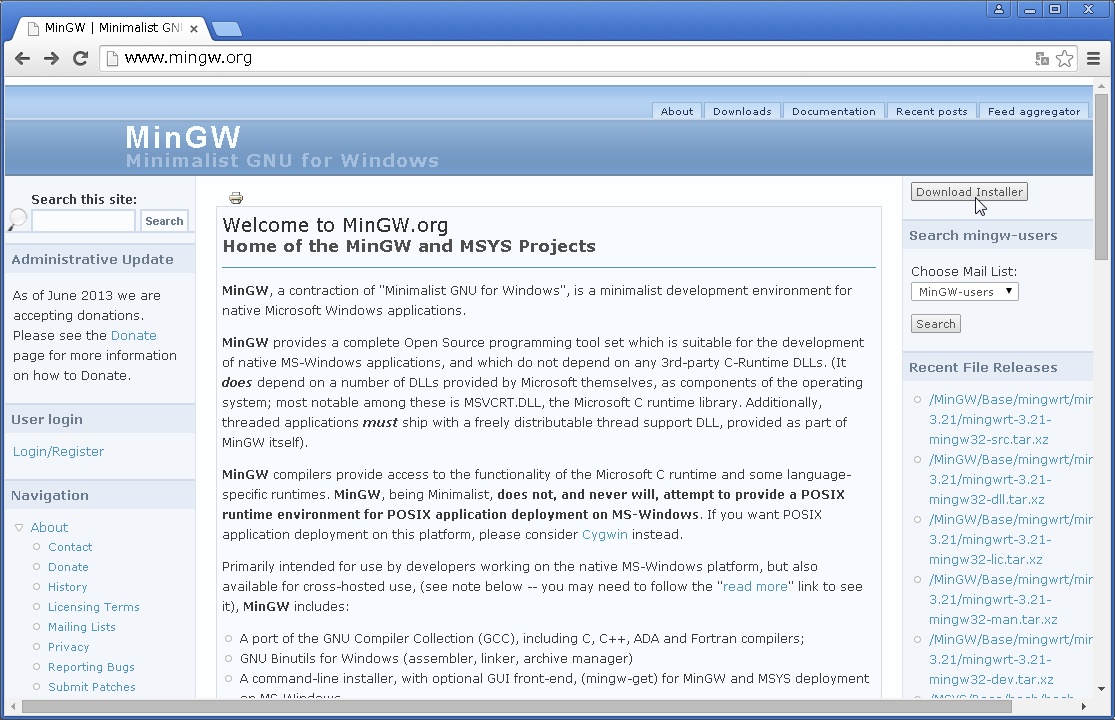 MinGW | Minimalist GN
www.mingw.org
About Downloads Documentation Recent posts Feed aggregator
MinGW
Minimalist GNU for Windows
Search this site:
Search
Administrative Update
As of June 2013 we are
accepting donations.
Please see the Donate
page for more information
on how to Donate.
User login
Login/Register
Navigation
About
Contact
Donate
History
Licensing Terms
Mailing Lists
Privacy
Reporting Bugs
Submit Patches
Welcome to MinGW.org
Home of the MinGW and MSYS Projects
MinGW, a contraction of "Minimalist GNU for Windows", is a minimalist development environment for
native Microsoft Windows applications.
MinGW provides a complete Open Source programming tool set which is suitable for the development
of native MS-Windows applications, and which do not depend on any 3rd-party C-Runtime DLLs. (It
does depend on a number of DLLs provided by Microsoft themselves, as components of the operating
system; most notable among these is MSVCRT.DLL, the Microsoft C runtime library. Additionally,
threaded applications must ship with a freely distributable thread support DLL, provided as part of
MinGW itself).
MinGW compilers provide access to the functionality of the Microsoft C runtime and some language-
specific runtimes. MinGW, being Minimalist, does not, and never will, attempt to provide a POSIX
runtime environment for POSIX application deployment on MS-Windows. If you want POSIX
application deployment on this platform, please consider Cygwin instead.
Primarily intended for use by developers working on the native MS-Windows platform, but also
available for cross-hosted use, (see note below -- you may need to follow the "read more" link to see
it), MinGW includes:
A port of the GNU Compiler Collection (GCC), including C, C++, ADA and Fortran compilers;
GNU Binutils for Windows (assembler, linker, archive manager)
A command-line installer, with optional GUI front-end, (mingw-get) for MinGW and MSYS deployment
on MS-Windows
Download Installer
Search mingw-users
Choose Mail List:
MinGW-users
Search
Recent File Releases
/MinGW/Base/mingwrt/mir
3.21/mingwrt-3.21-
mingw32-src.tar.xz
/MinGW/Base/mingwrt/mir
3.21/mingwrt-3.21-
mingw32-dll.tar.xz
/MinGW/Base/mingwrt/mir
3.21/mingwrt-3.21-
mingw32-lic.tar.xz
/MinGW/Base/mingwrt/mir
3.21/mingwrt-3.21-
mingw32-man.tar.xz
/MinGW/Base/mingwrt/mir
3.21/mingwrt-3.21-
mingw32-dev.tar.xz